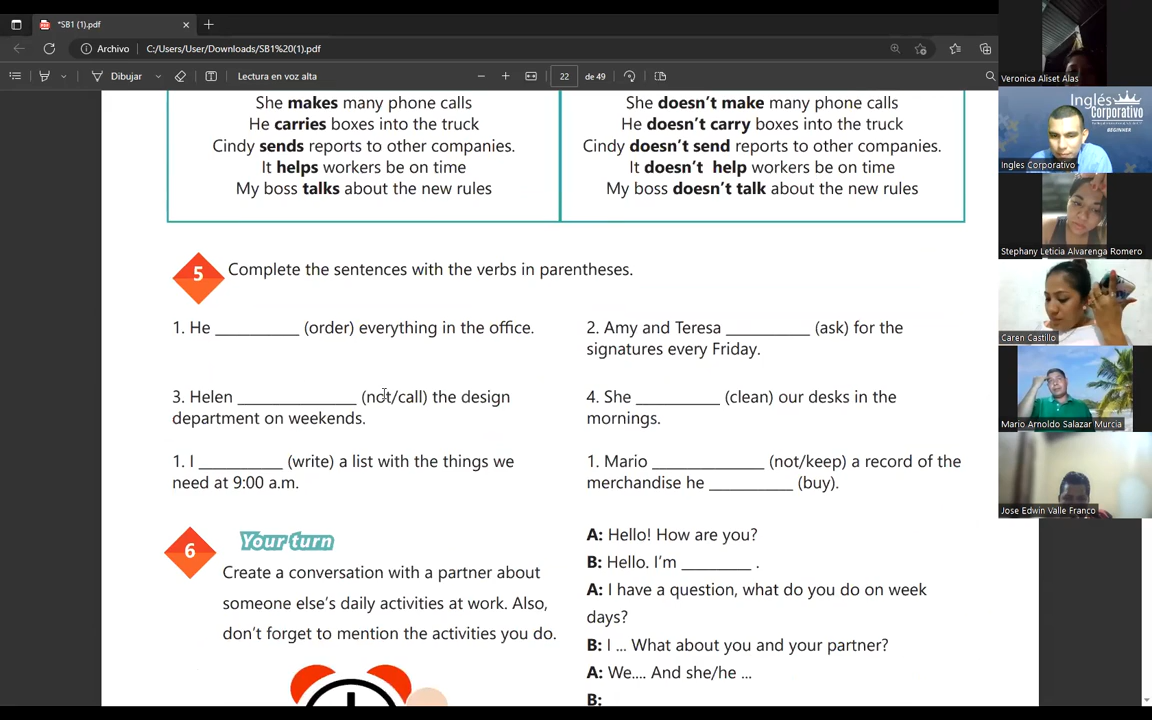 *SB1 (1).pdf
Archivo C:/Users/User/Downloads/SB1%20(1).pdf
Dibujar Lectura en voz alta 22 de 49
She makes many phone calls
He carries boxes into the truck
Cindy sends reports to other companies.
It helps workers be on time
My boss talks about the new rules
She doesn't make many phone calls
He doesn't carry boxes into the truck
Cindy doesn't send reports to other companies.
It doesn't help workers be on time
My boss doesn't talk about the new rules
5 Complete the sentences with the verbs in parentheses.
1. He __________ (order) everything in the office.
2. Amy and Teresa __________ (ask) for the
signatures every Friday.
3. Helen ______________ (not/call) the design
department on weekends.
4. She __________ (clean) our desks in the
mornings.
1. I __________ (write) a list with the things we
need at 9:00 a.m.
1. Mario _____________ (not/keep) a record of the
merchandise he __________ (buy).
6 Your turn
Create a conversation with a partner about
someone else's daily activities at work. Also,
don't forget to mention the activities you do.
A: Hello! How are you?
B: Hello. I'm ________ .
A: I have a question, what do you do on week
days?
B: I ... What about you and your partner?
A: We.... And she/he ...
B:
Veronica Aliset Alas
Inglés
Corporativo
BEGINNER
Ingles Corporativo
Stephany Leticia Alvarenga Romero
Caren Castillo
Mario Arnoldo Salazar Murcia
Jose Edwin Valle Franco